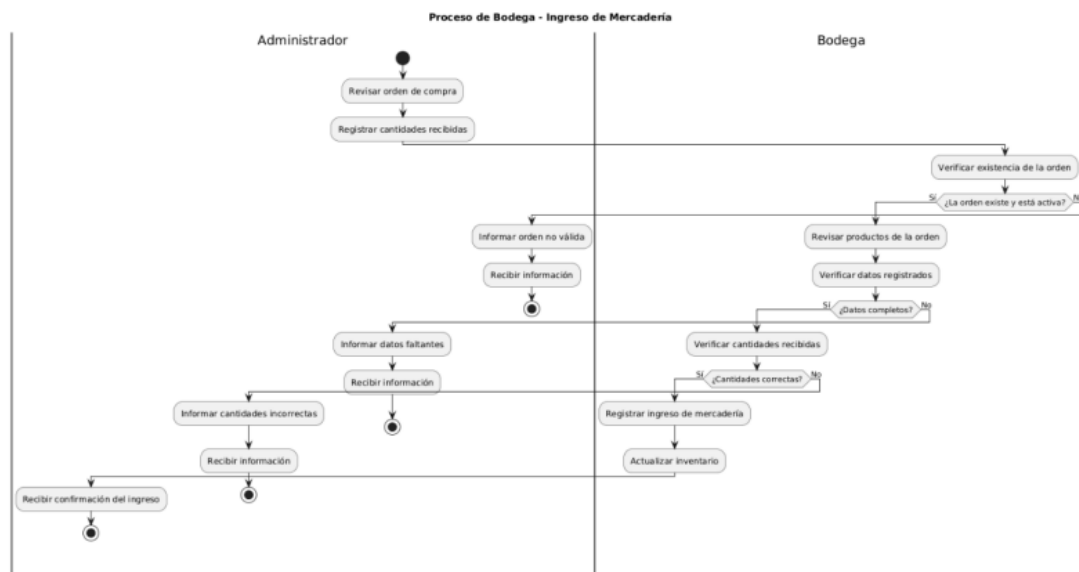 Proceso de Bodega - Ingreso de Mercadería
Administrador
Bodega
Revisar orden de compra
Registrar cantidades recibidas
Verificar existencia de la orden
Sí
¿La orden existe y está activa?
N
Informar orden no válida
Revisar productos de la orden
Recibir información
Verificar datos registrados
Sí
¿Datos completos?
No
Informar datos faltantes
Verificar cantidades recibidas
Recibir información
Sí
¿Cantidades correctas?
No
Informar cantidades incorrectas
Registrar ingreso de mercadería
Recibir información
Actualizar inventario
Recibir confirmación del ingreso